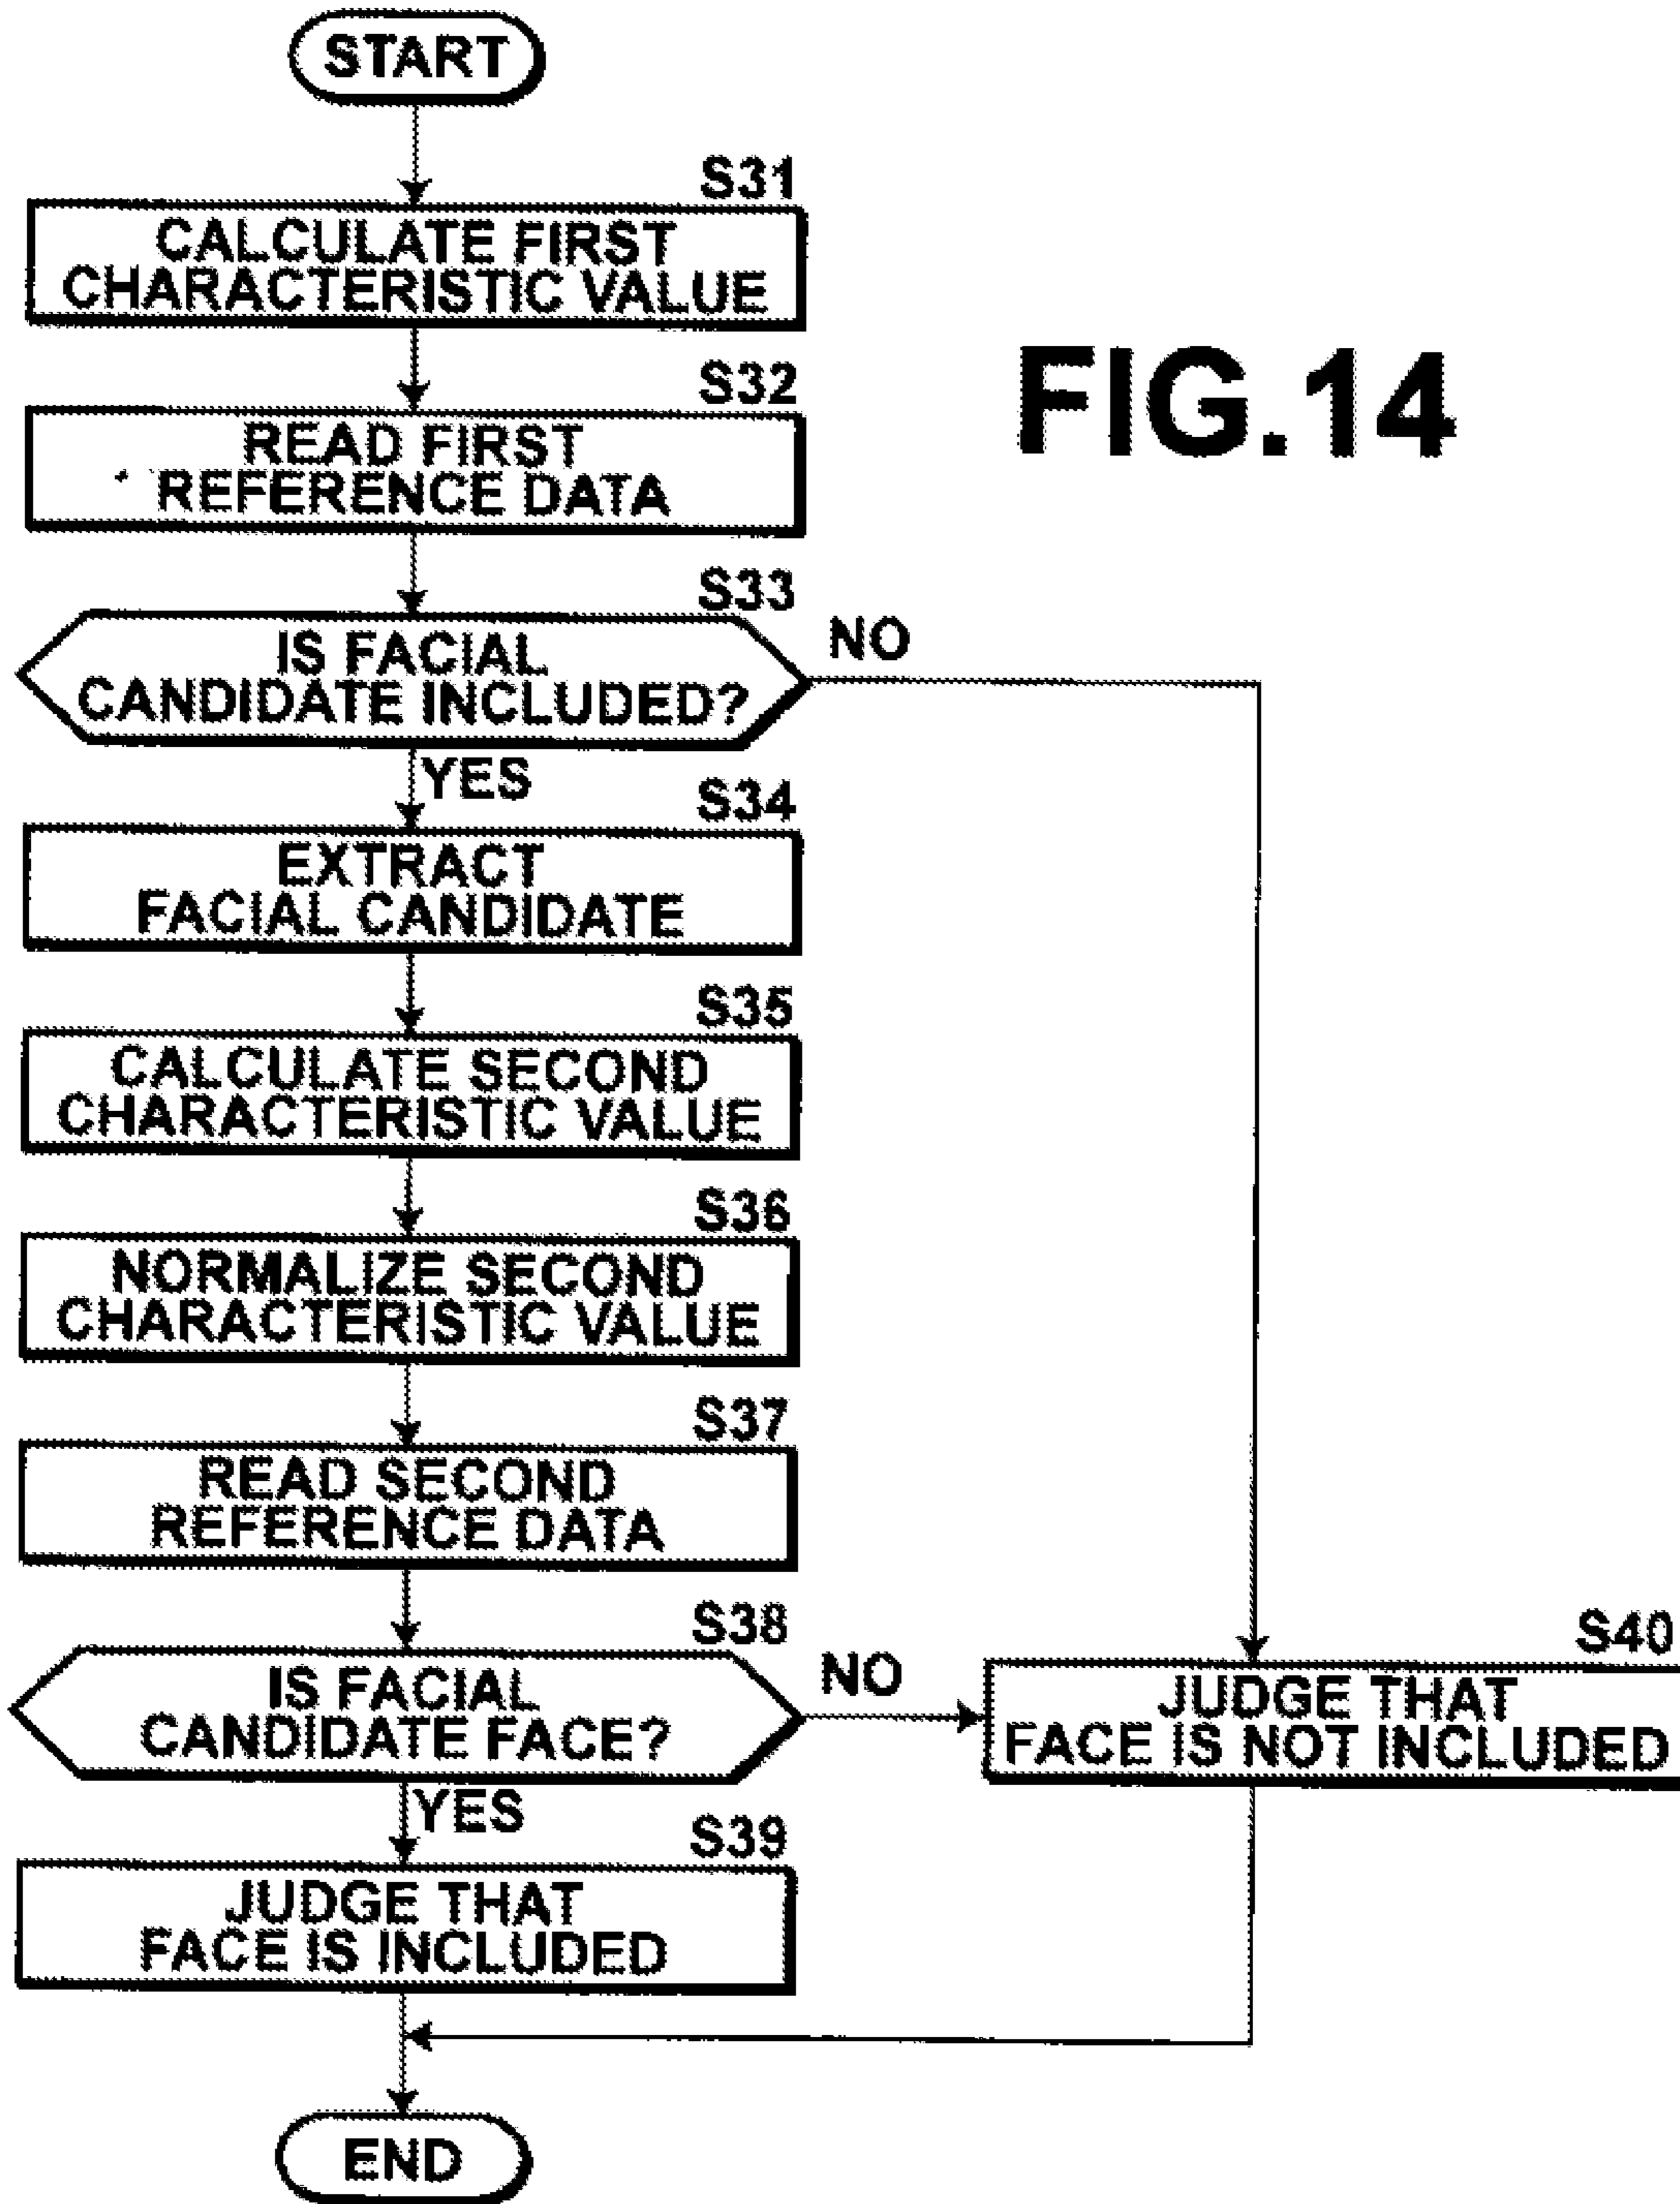 START
S31
CALCULATE FIRST
CHARACTERISTIC VALUE
FIG.14
S32
READ FIRST
REFERENCE DATA
S33
IS FACIAL
CANDIDATE INCLUDED?
NO
YES
S34
EXTRACT
FACIAL CANDIDATE
S35
CALCULATE SECOND
CHARACTERISTIC VALUE
S36
NORMALIZE SECOND
CHARACTERISTIC VALUE
S37
READ SECOND
REFERENCE DATA
S38
IS FACIAL
CANDIDATE FACE?
NO
S40
JUDGE THAT
FACE IS NOT INCLUDED
YES
S39
JUDGE THAT
FACE IS INCLUDED
END